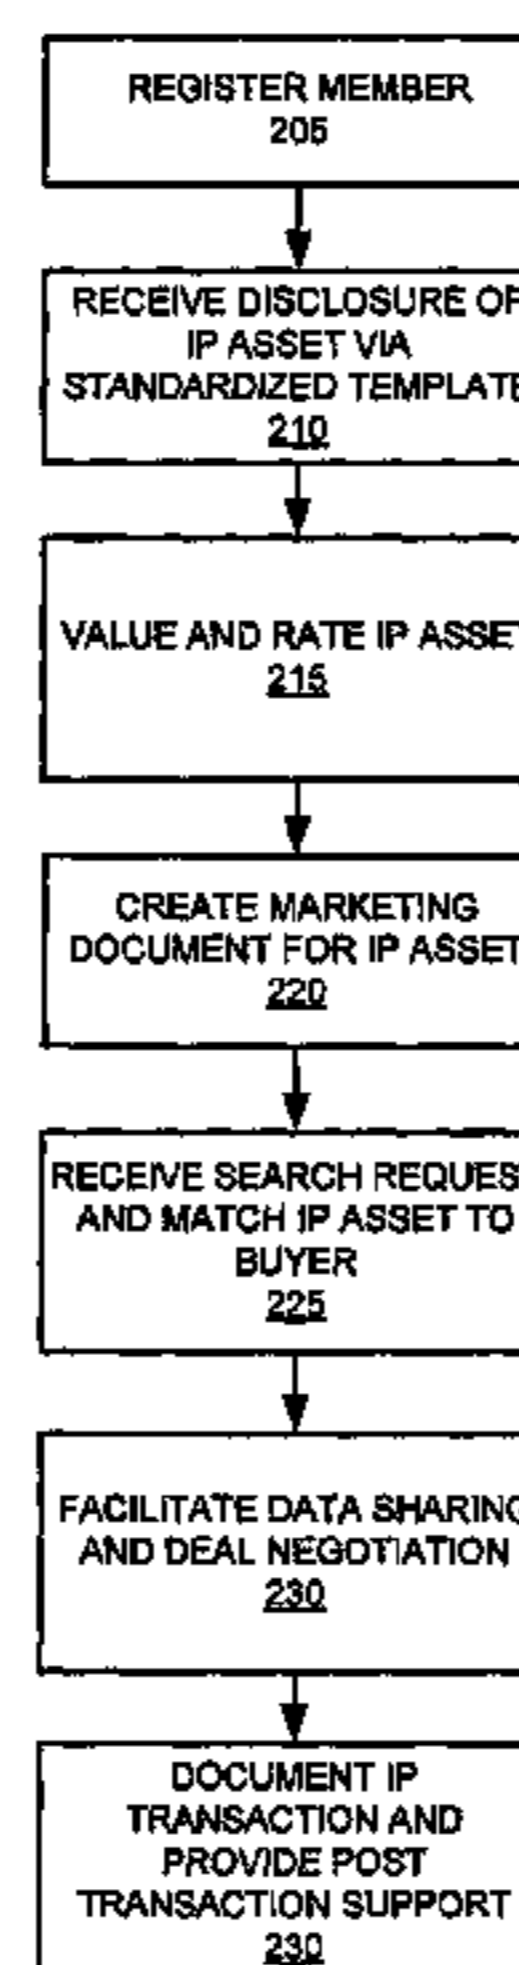 REGISTER MEMBER
205
RECEIVE DISCLOSURE OF
IP ASSET VIA
STANDARDIZED TEMPLATE
210
VALUE AND RATE IP ASSET
215
CREATE MARKETING
DOCUMENT FOR IP ASSET
220
RECEIVE SEARCH REQUEST
AND MATCH IP ASSET TO
BUYER
225
FACILITATE DATA SHARING
AND DEAL NEGOTIATION
230
DOCUMENT IP
TRANSACTION AND
PROVIDE POST
TRANSACTION SUPPORT
230